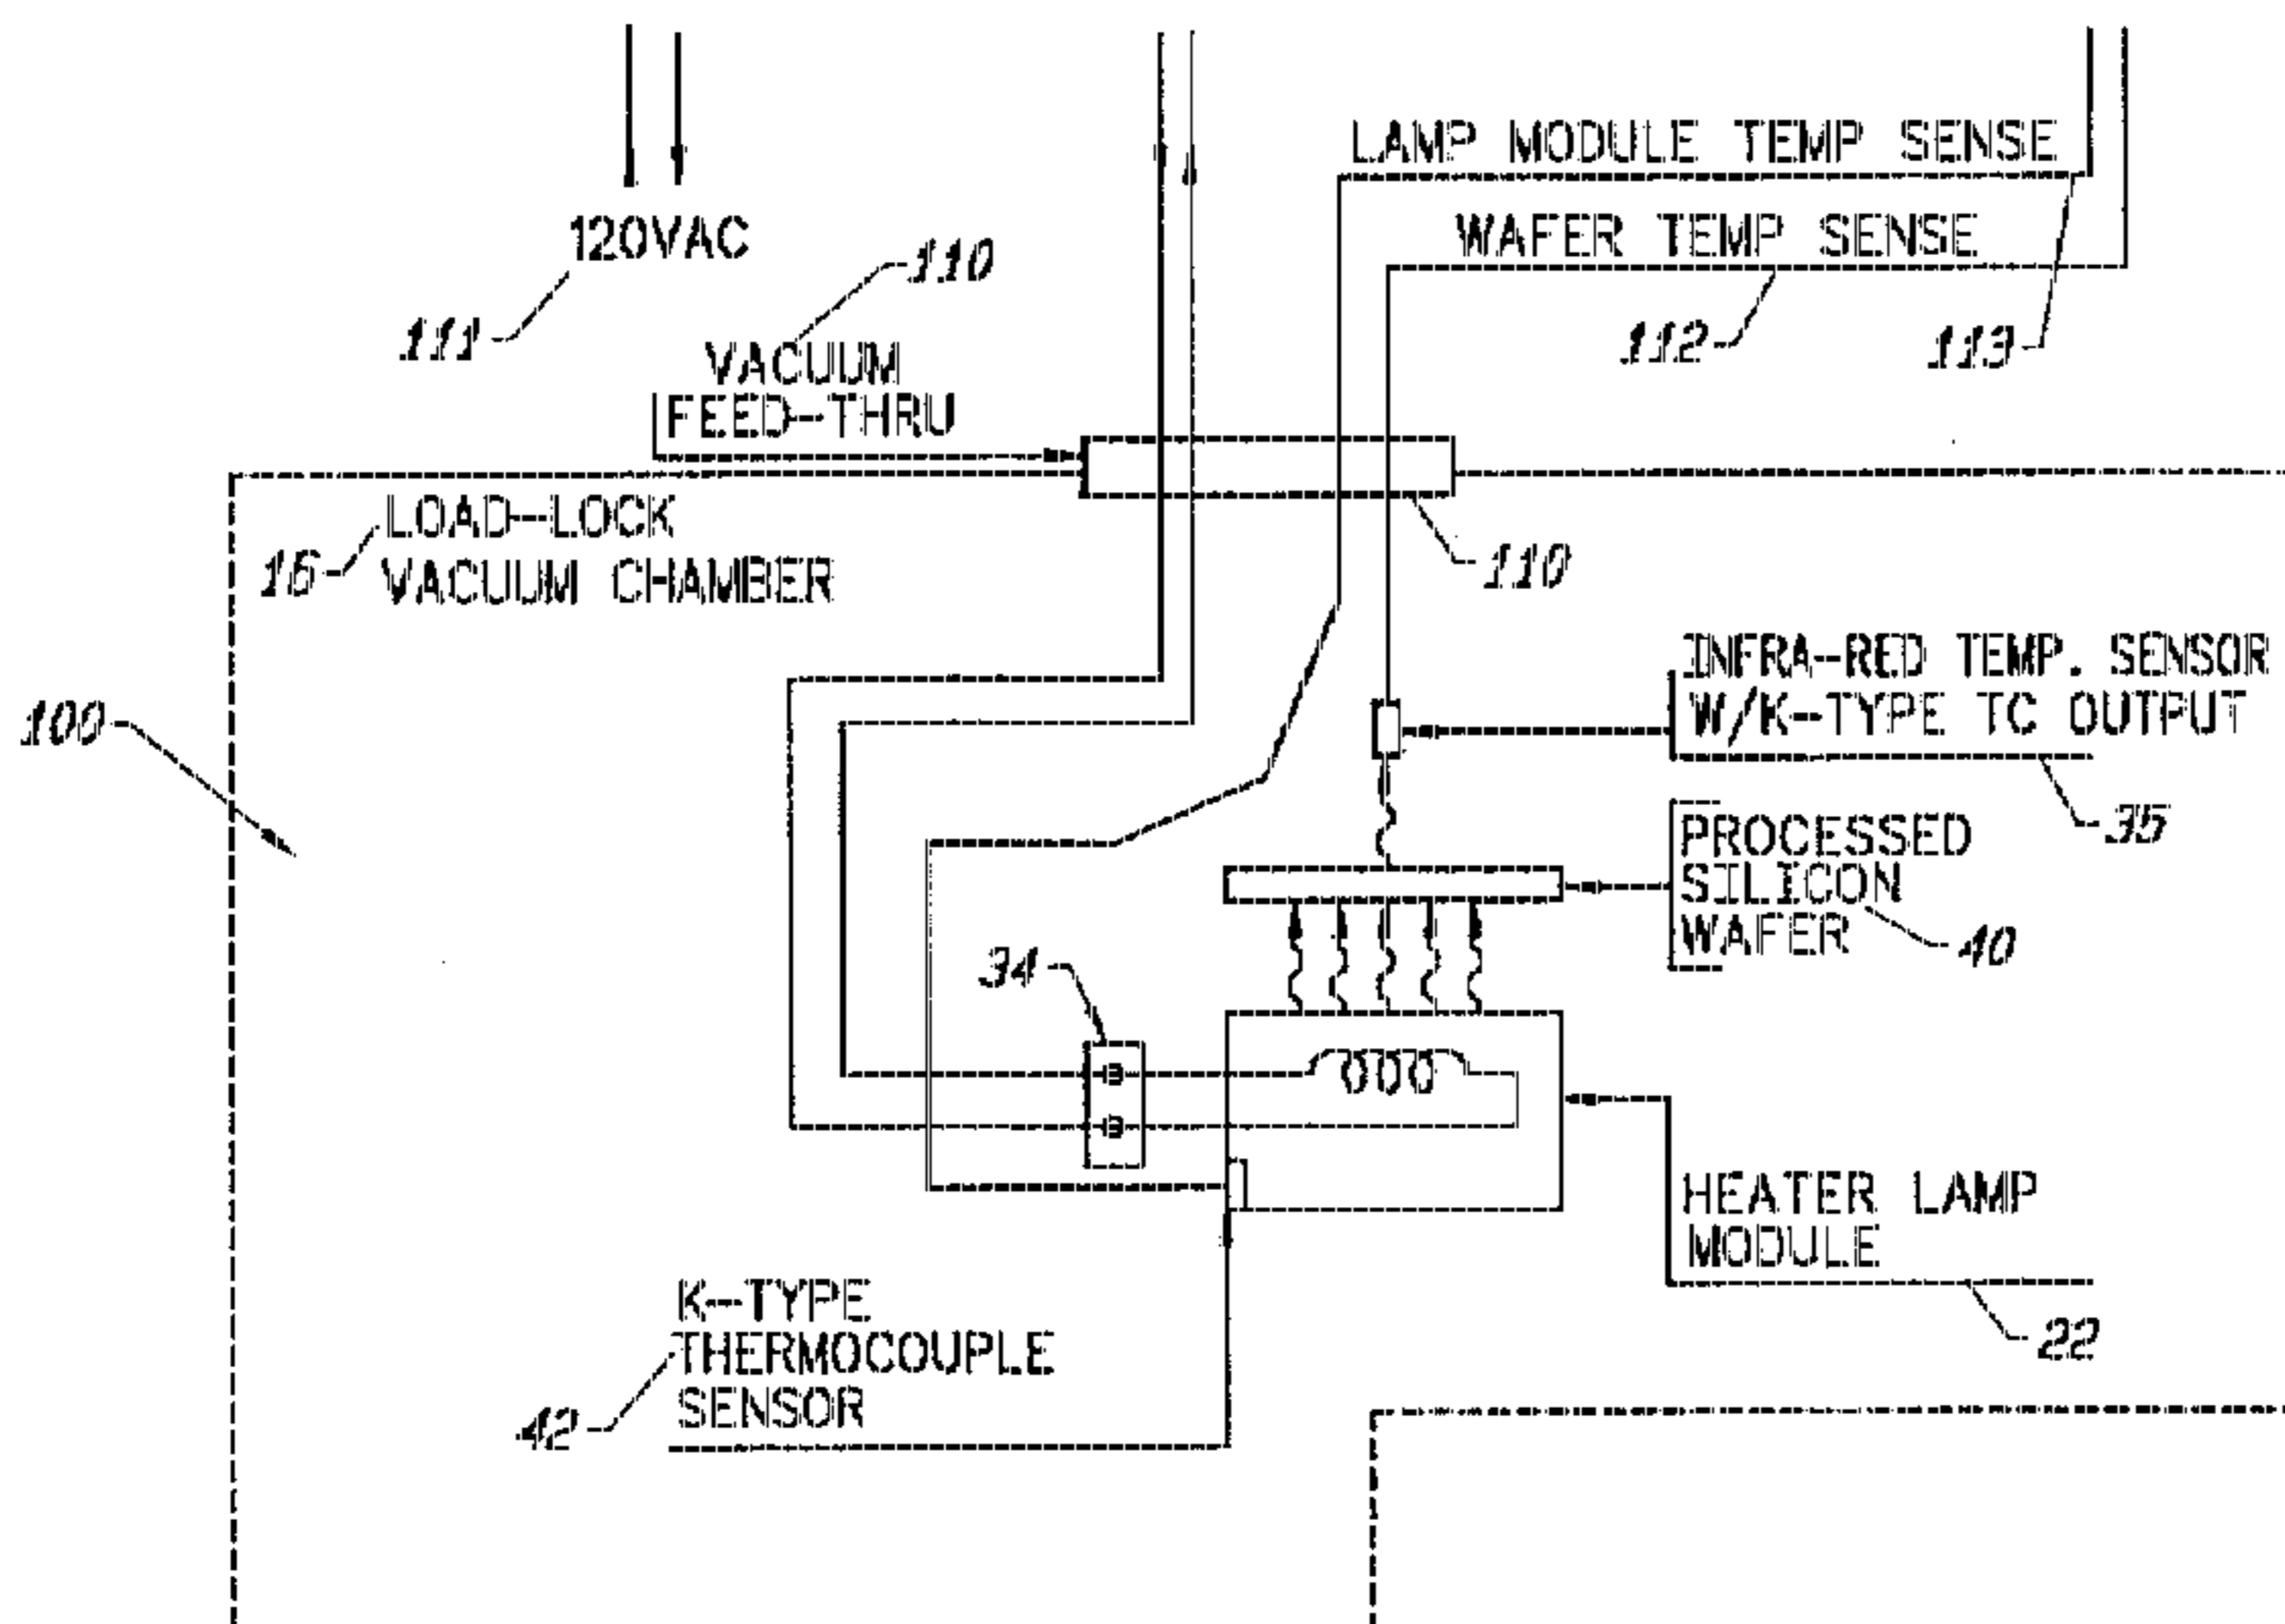 LAMP MODULE TEMP SENSE
120VAC
WAFER TEMP SENSE
110
111
112
113
VACUUM
FEED-THRU
LOAD-LOCK
16
VACUUM CHAMBER
110
INFRA-RED TEMP. SENSOR
W/K-TYPE TC OUTPUT
100
35
PROCESSED
SILICON
WAFER
40
34
HEATER LAMP
MODULE
22
K-TYPE
THERMOCOUPLE
SENSOR
42